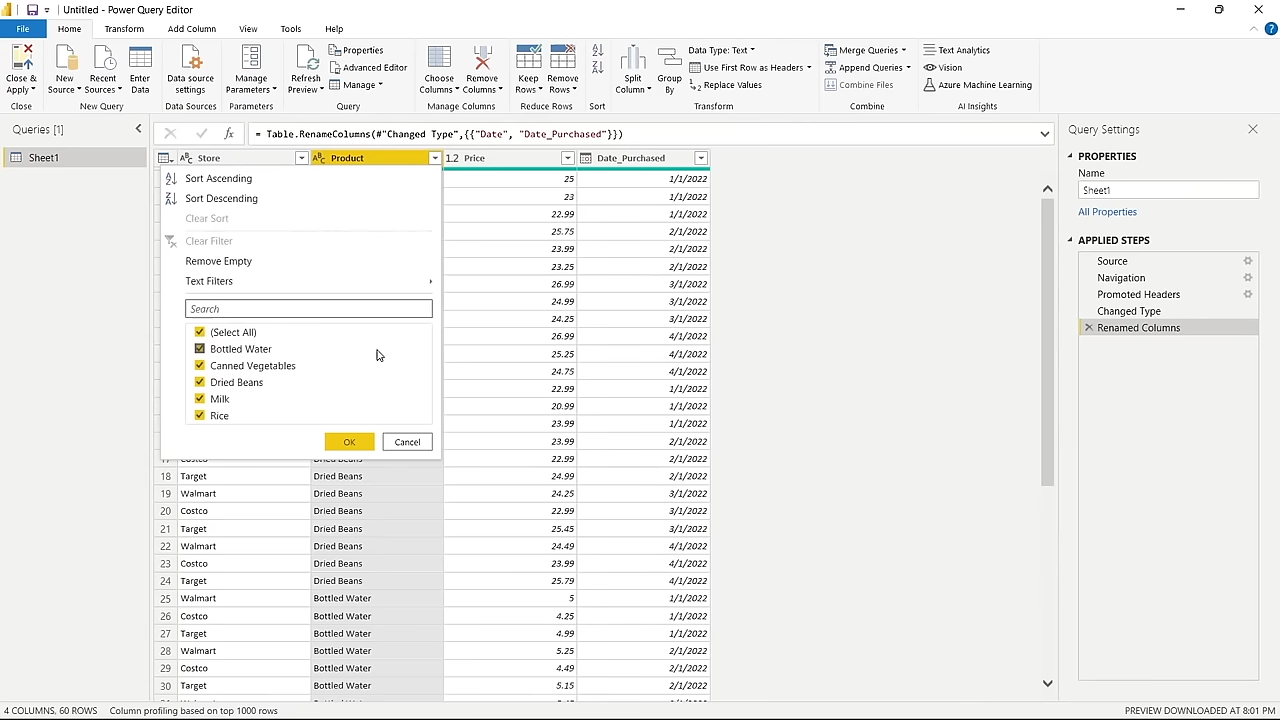 Untitled - Power Query Editor
File Home Transform Add Column View Tools Help
Close & Apply
New Source
Recent Sources
Enter Data
Data source settings
Manage Parameters
Refresh Preview
Properties
Advanced Editor
Manage
Choose Columns
Remove Columns
Keep Rows
Remove Rows
Split Column
Group By
Data Type: Text
Use First Row as Headers
Replace Values
Merge Queries
Append Queries
Combine Files
Text Analytics
Vision
Azure Machine Learning
Close New Query Data Sources Parameters Query Manage Columns Reduce Rows Sort Transform Combine AI Insights
Queries [1]
Sheet1
fx = Table.RenameColumns(#"Changed Type",{{"Date", "Date_Purchased"}})
ABC Store ABC Product 1.2 Price Date_Purchased
Sort Ascending
Sort Descending
Clear Sort
Clear Filter
Remove Empty
Text Filters
Search
(Select All)
Bottled Water
Canned Vegetables
Dried Beans
Milk
Rice
OK Cancel
25 1/1/2022
23 1/1/2022
22.99 1/1/2022
25.75 2/1/2022
23.99 2/1/2022
23.25 2/1/2022
26.99 3/1/2022
24.99 3/1/2022
24.25 3/1/2022
26.99 4/1/2022
25.25 4/1/2022
24.75 4/1/2022
22.99 1/1/2022
20.99 1/1/2022
23.99 1/1/2022
23.99 2/1/2022
17 Costco Dried Beans 22.99 2/1/2022
18 Target Dried Beans 24.99 2/1/2022
19 Walmart Dried Beans 24.25 3/1/2022
20 Costco Dried Beans 22.99 3/1/2022
21 Target Dried Beans 25.45 3/1/2022
22 Walmart Dried Beans 24.49 4/1/2022
23 Costco Dried Beans 23.99 4/1/2022
24 Target Dried Beans 25.79 4/1/2022
25 Walmart Bottled Water 5 1/1/2022
26 Costco Bottled Water 4.25 1/1/2022
27 Target Bottled Water 4.99 1/1/2022
28 Walmart Bottled Water 5.25 2/1/2022
29 Costco Bottled Water 4.49 2/1/2022
30 Target Bottled Water 5.15 2/1/2022
Query Settings
PROPERTIES
Name
Sheet1
All Properties
APPLIED STEPS
Source
Navigation
Promoted Headers
Changed Type
Renamed Columns
4 COLUMNS, 60 ROWS Column profiling based on top 1000 rows PREVIEW DOWNLOADED AT 8:01 PM